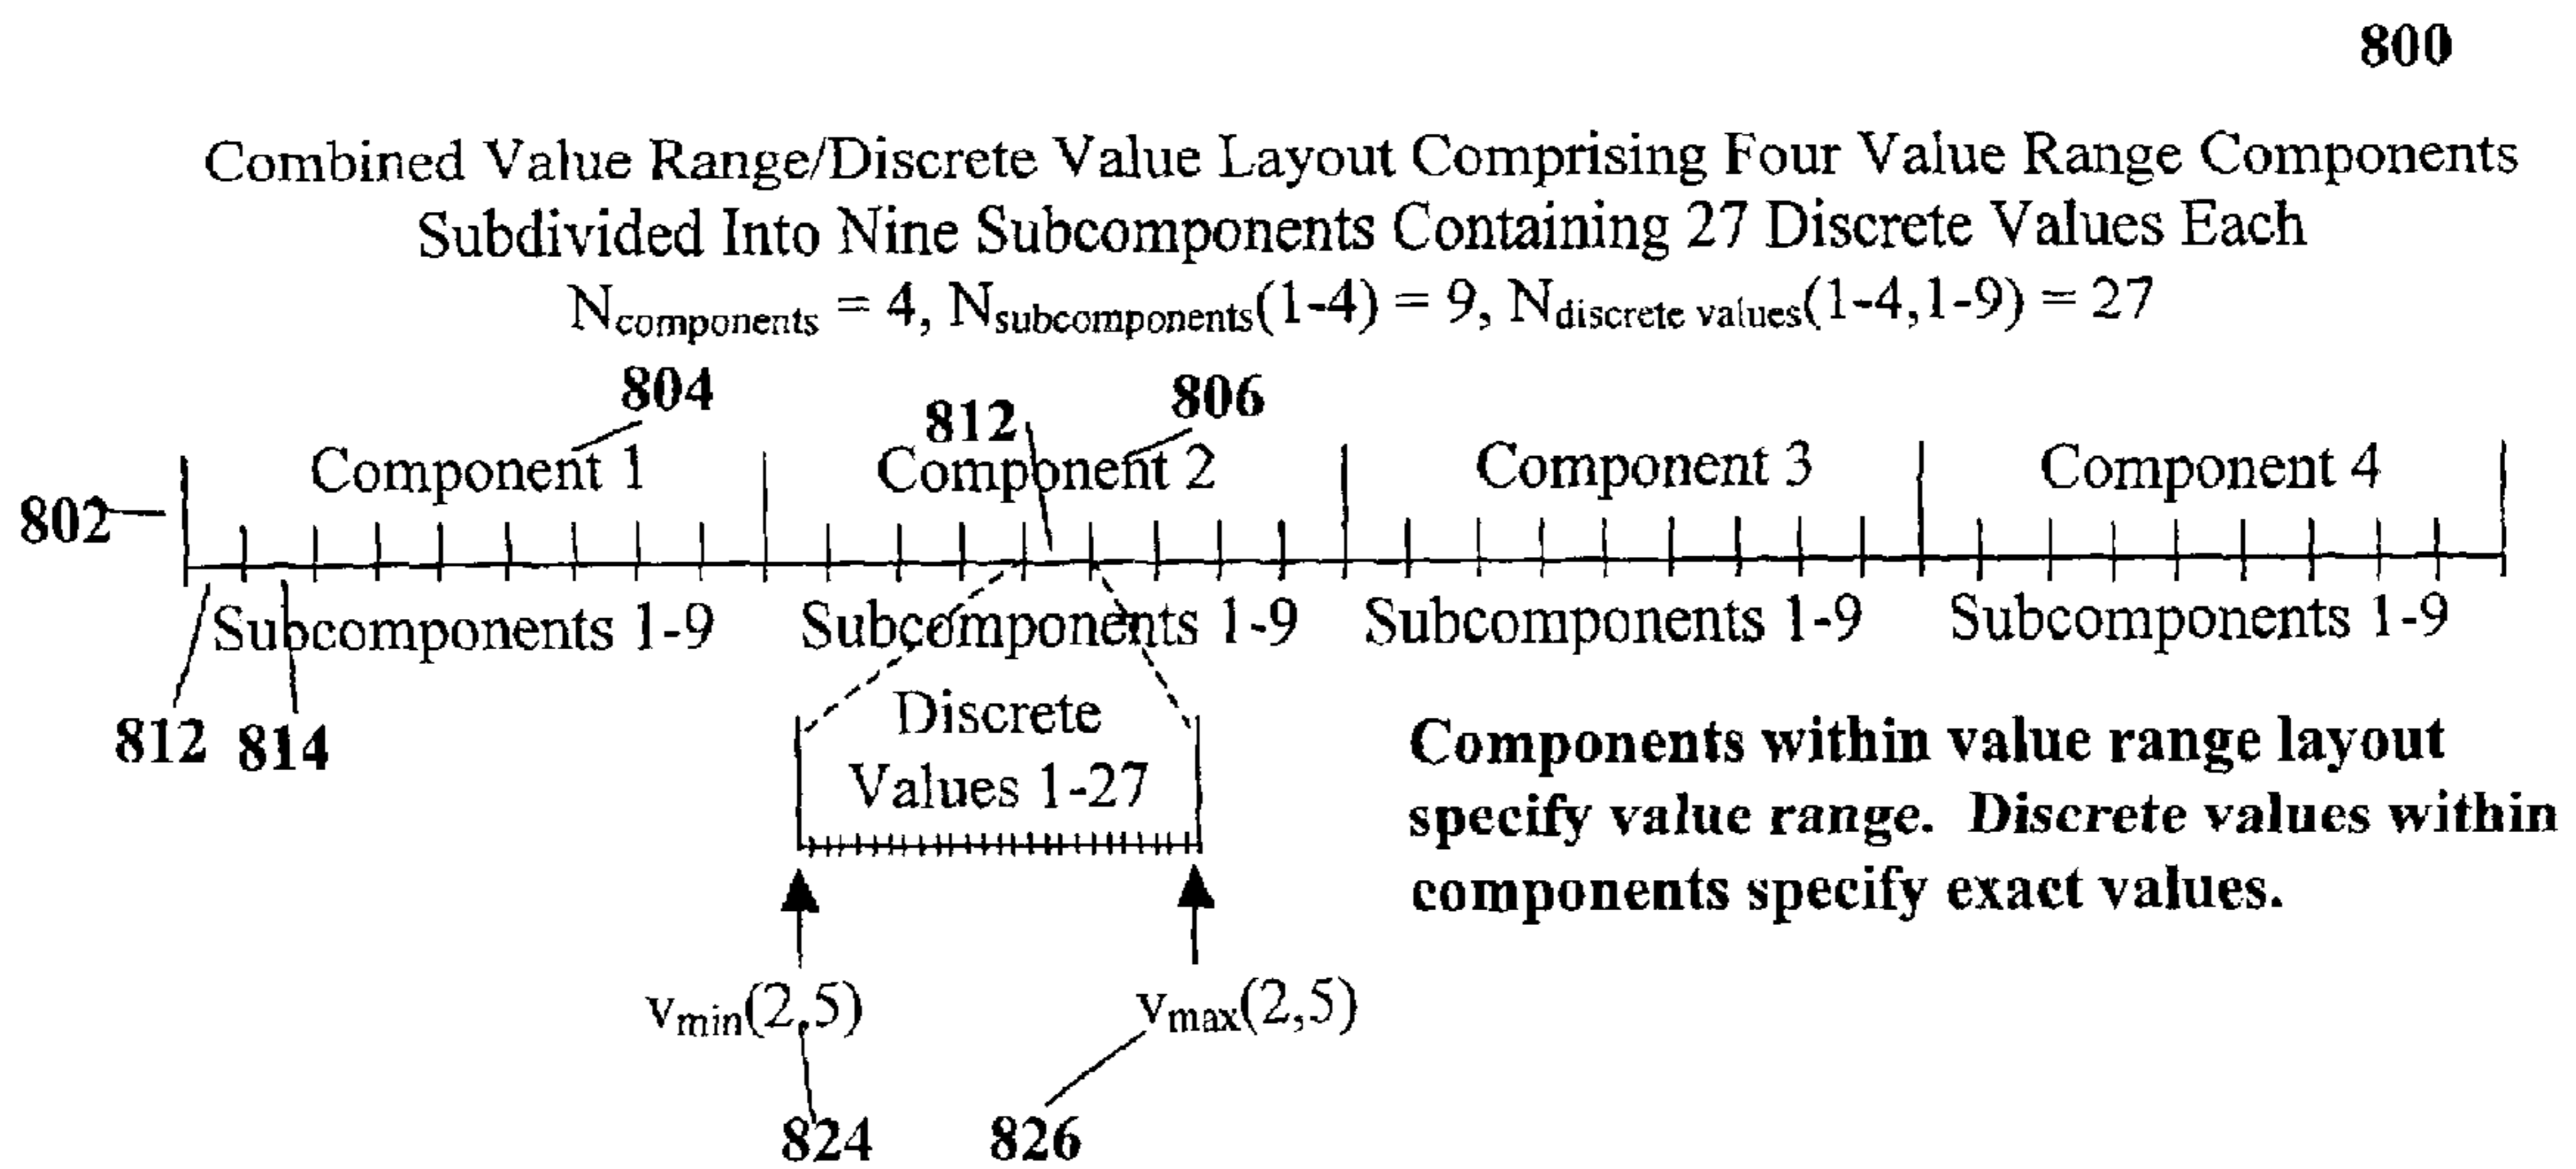 800
Combined Value Range/Discrete Value Layout Comprising Four Value Range Components
Subdivided Into Nine Subcomponents Containing 27 Discrete Values Each
Ncomponents = 4, Nsubcomponents(1-4) = 9, Ndiscrete values(1-4,1-9) = 27
804
812
806
802
Component 1
Component 2
Component 3
Component 4
Subcomponents 1-9
Subcomponents 1-9
Subcomponents 1-9
Subcomponents 1-9
812
814
Discrete
Values 1-27
Components within value range layout
specify value range. Discrete values within
components specify exact values.
vmin(2,5)
vmax(2,5)
824
826